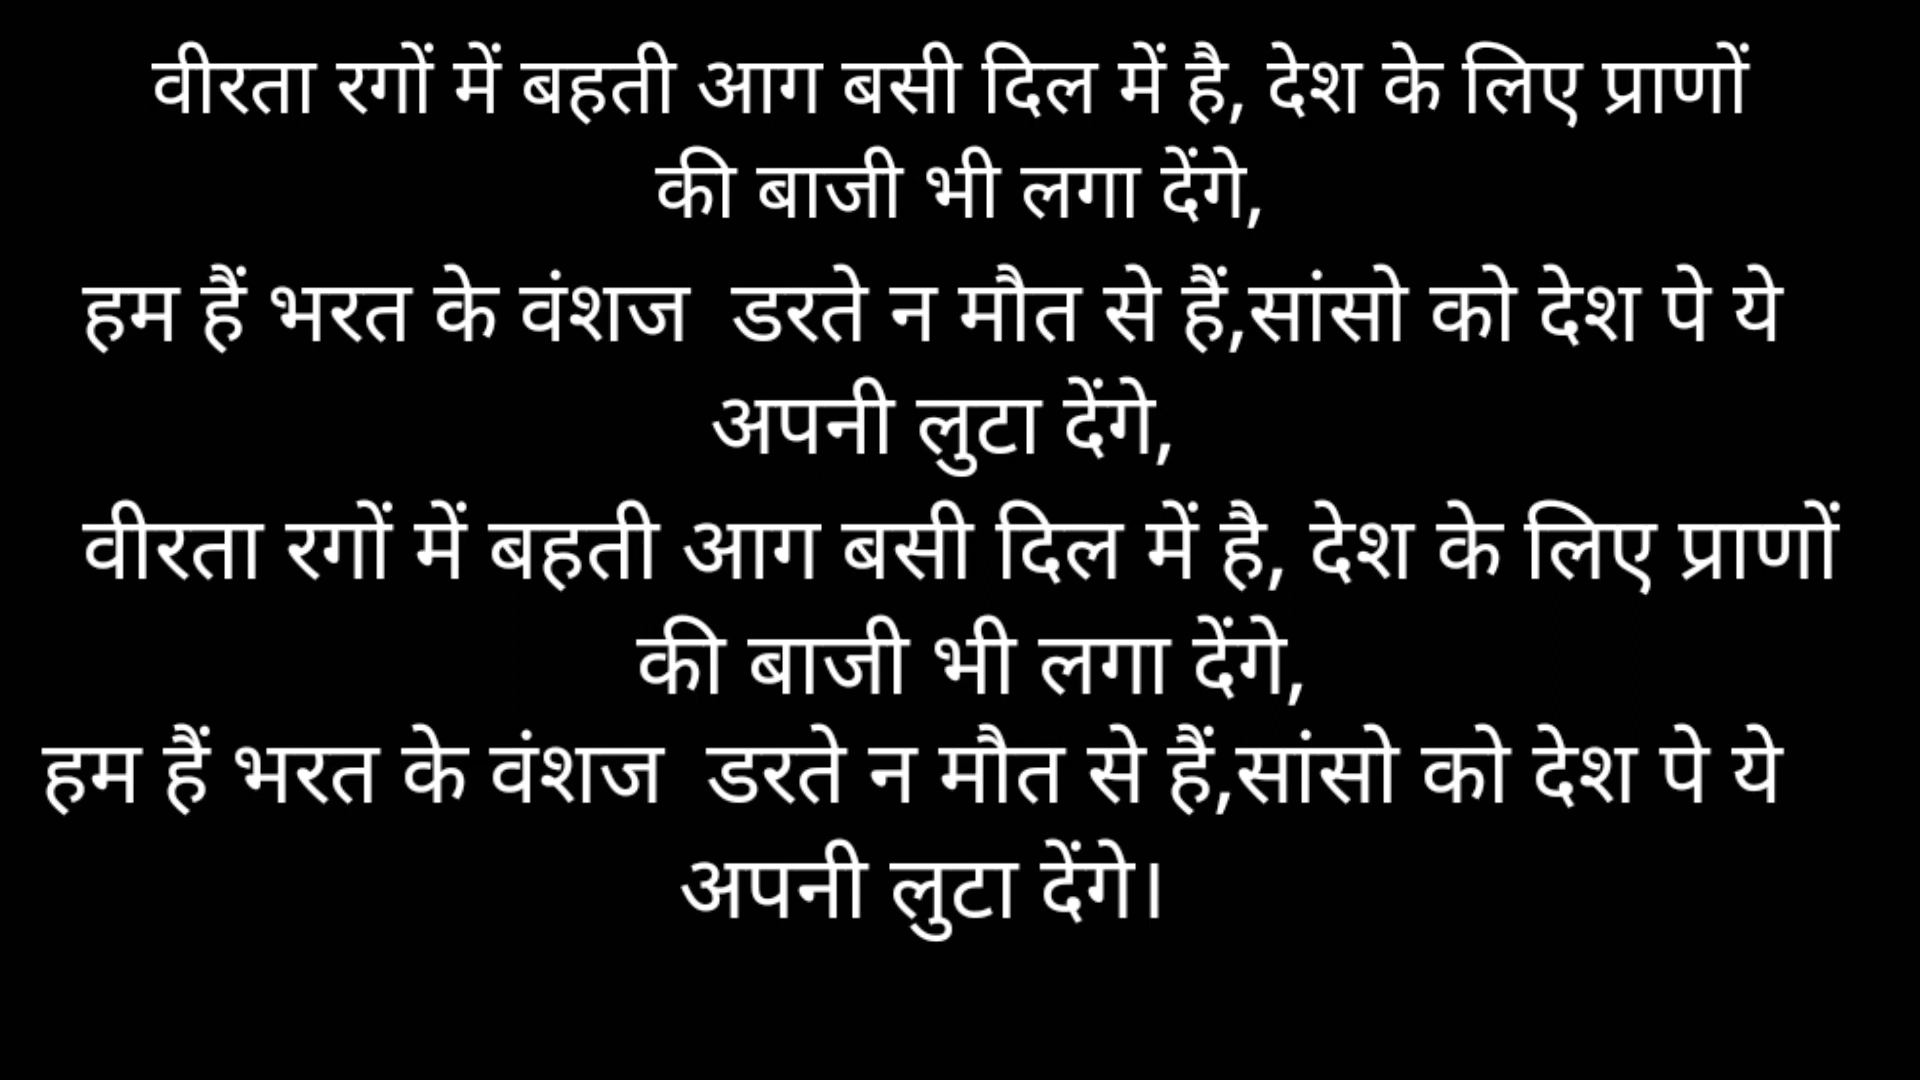 वीरता रगों में बहती आग बसी दिल में है, देश के लिए प्राणों
की बाजी भी लगा देंगे,
हम हैं भरत के वंशज  डरते न मौत से हैं,सांसो को देश पे ये
अपनी लुटा देंगे,
वीरता रगों में बहती आग बसी दिल में है, देश के लिए प्राणों
की बाजी भी लगा देंगे,
हम हैं भरत के वंशज  डरते न मौत से हैं,सांसो को देश पे ये
अपनी लुटा देंगे।